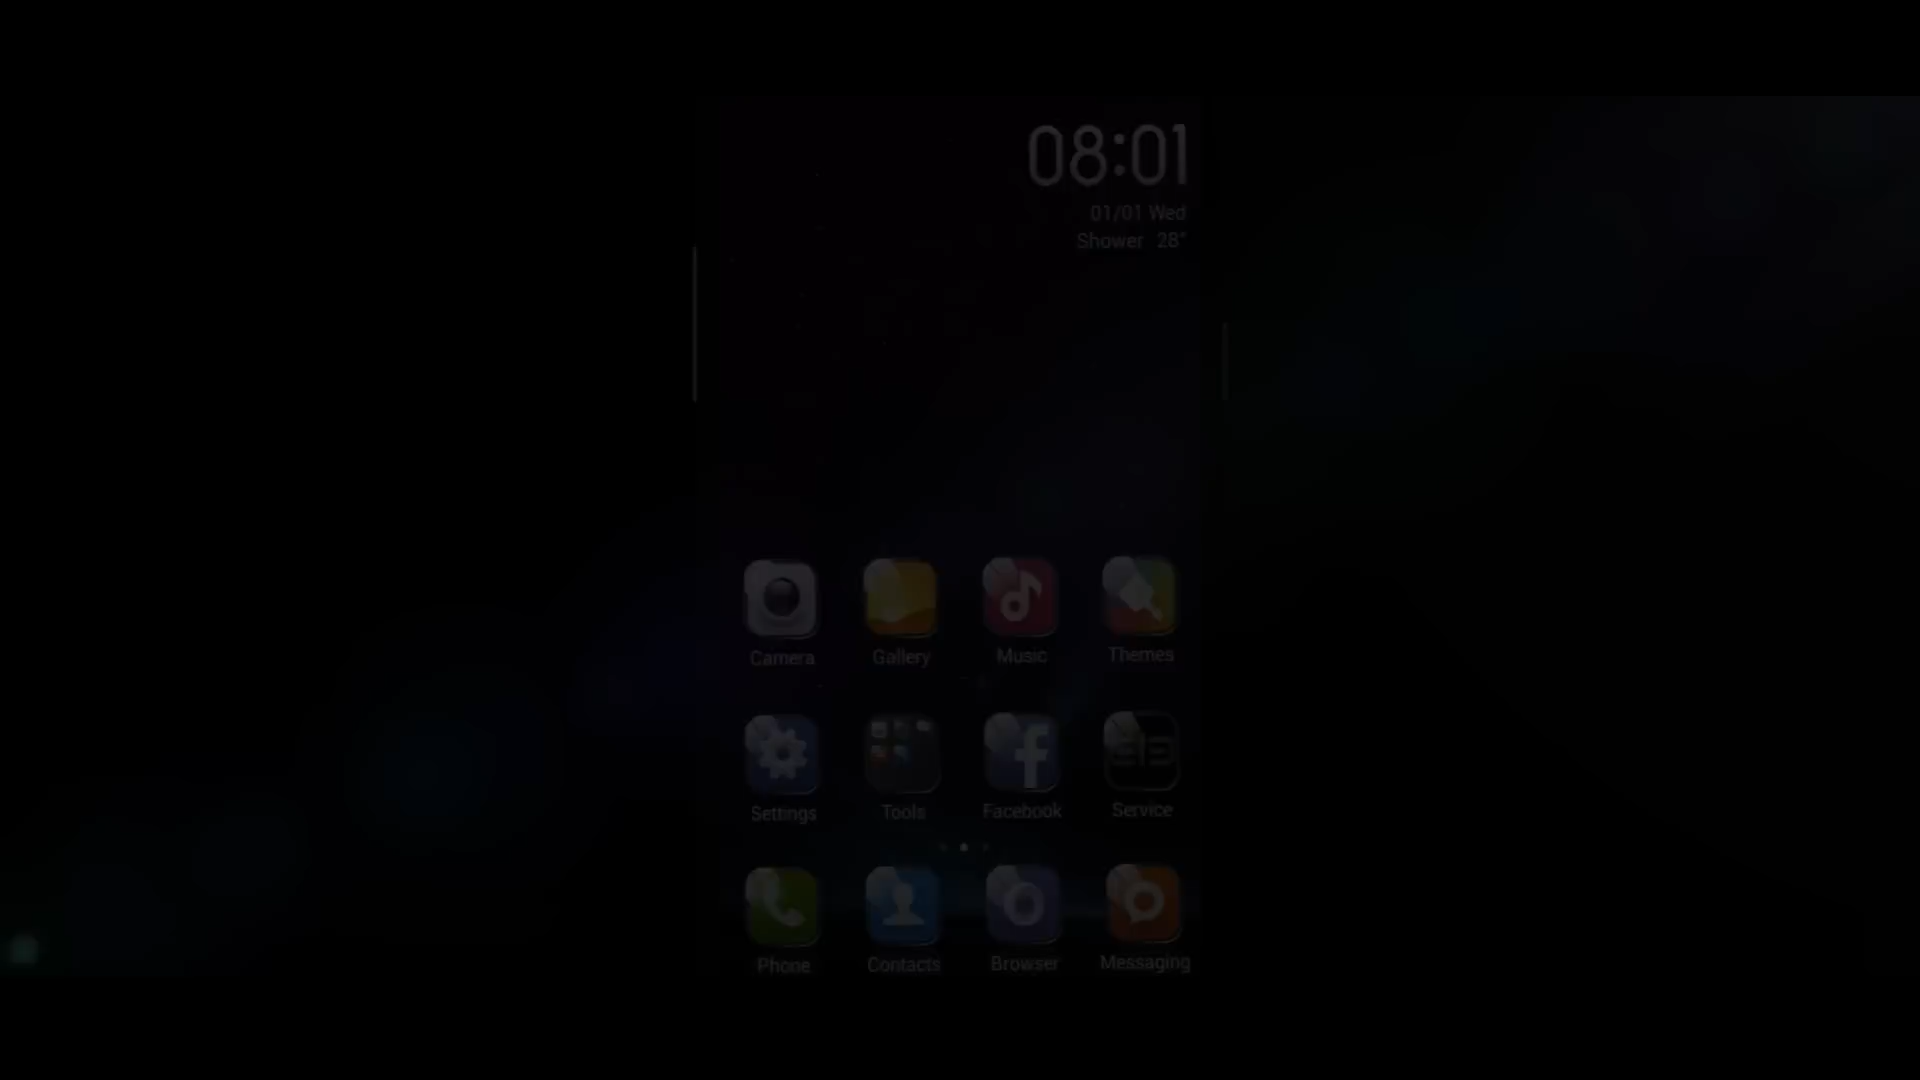 08:01
01/01 Wed
Shower 28°
Camera Gallery Music Themes
Settings Tools Facebook Service
Phone Contacts Browser Messaging